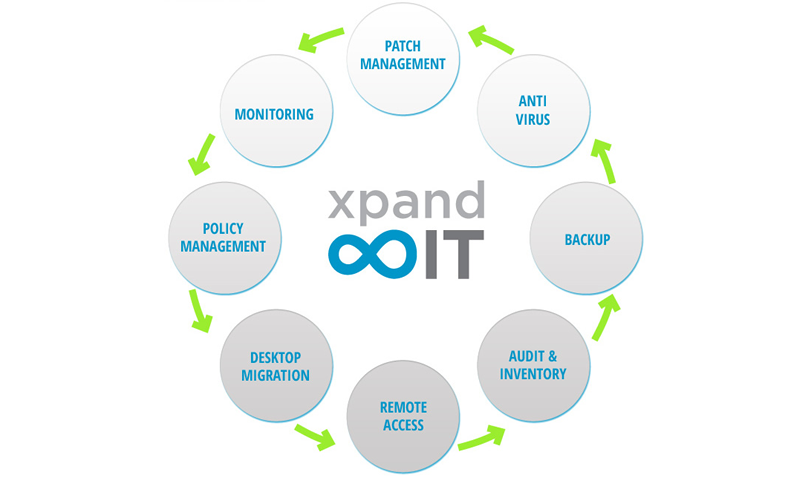 PATCH
MANAGEMENT
MONITORING
ANTI
VIRUS
xpand
IT
POLICY
MANAGEMENT
BACKUP
DESKTOP
MIGRATION
AUDIT &
INVENTORY
REMOTE
ACCESS